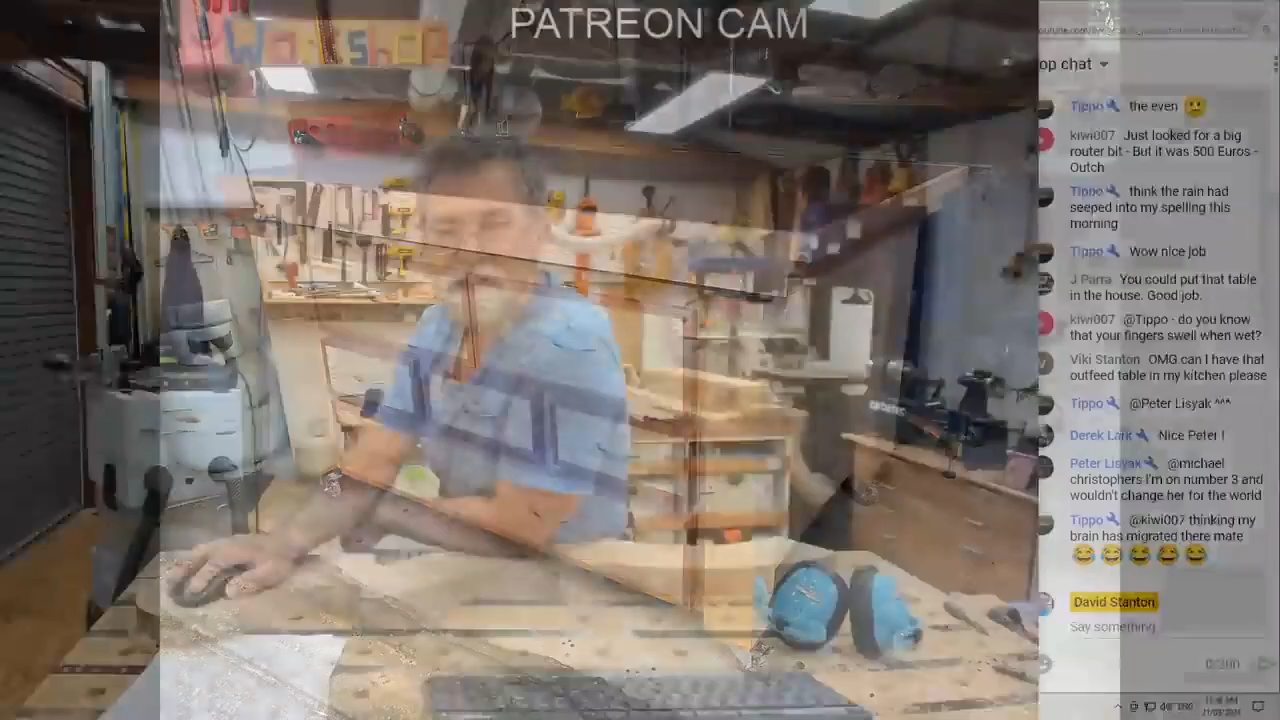 PATREON CAM
Workshop
op chat
Tippo the even
kiwi007 Just looked for a big
router bit - But it was 500 Euros -
Outch
Tippo think the rain had
seeped into my spelling this
morning
Tippo Wow nice job
J Parra You could put that table
in the house. Good job.
kiwi007 @Tippo - do you know
that your fingers swell when wet?
Viki Stanton OMG can I have that
outfeed table in my kitchen please
Tippo @Peter Lisyak ^^^
Derek Lark Nice Peter !
Peter Lisyak @michael
christophers I'm on number 3 and
wouldn't change her for the world
Tippo @kiwi007 thinking my
brain has migrated there mate
😂 😂 😂 😂 😂
David Stanton
Say something
0/200